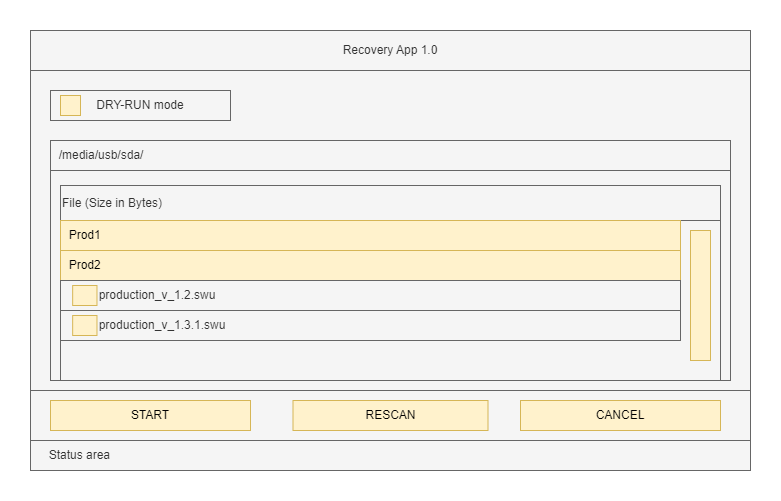 Recovery App 1.0
DRY-RUN mode
/media/usb/sda/
File (Size in Bytes)
Prod1
Prod2
production_v_1.2.swu
production_v_1.3.1.swu
START
RESCAN
CANCEL
Status area